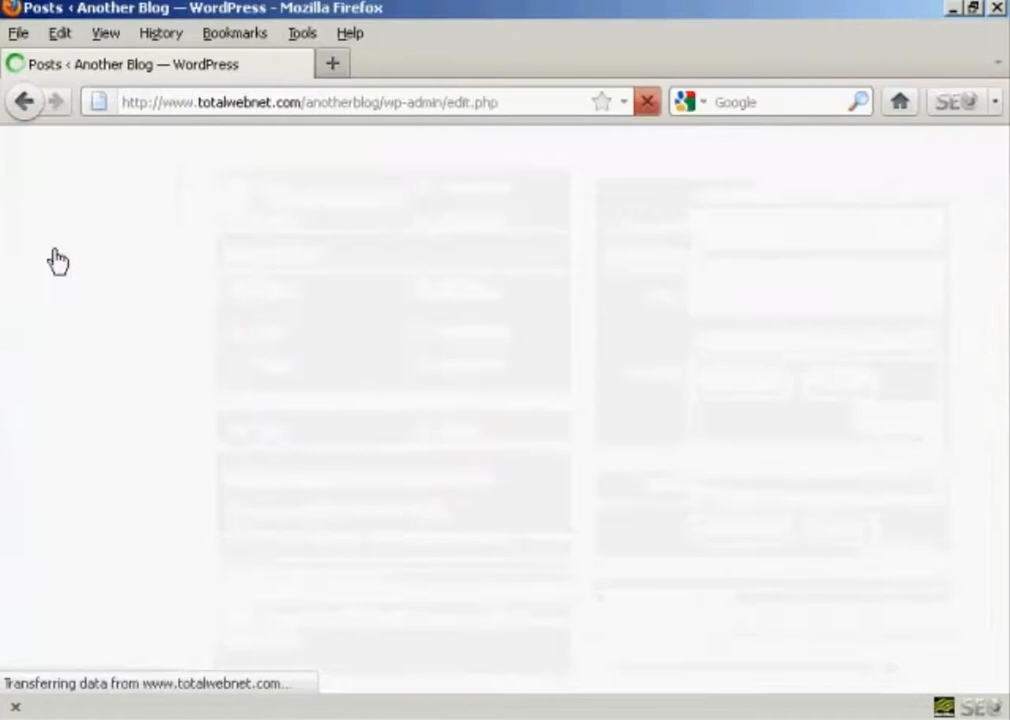 Posts ‹ Another Blog — WordPress - Mozilla Firefox
File Edit View History Bookmarks Tools Help
Posts ‹ Another Blog — WordPress
http://www.totalwebnet.com/anotherblog/wp-admin/edit.php Google SEO
Transferring data from www.totalwebnet.com...
SEO